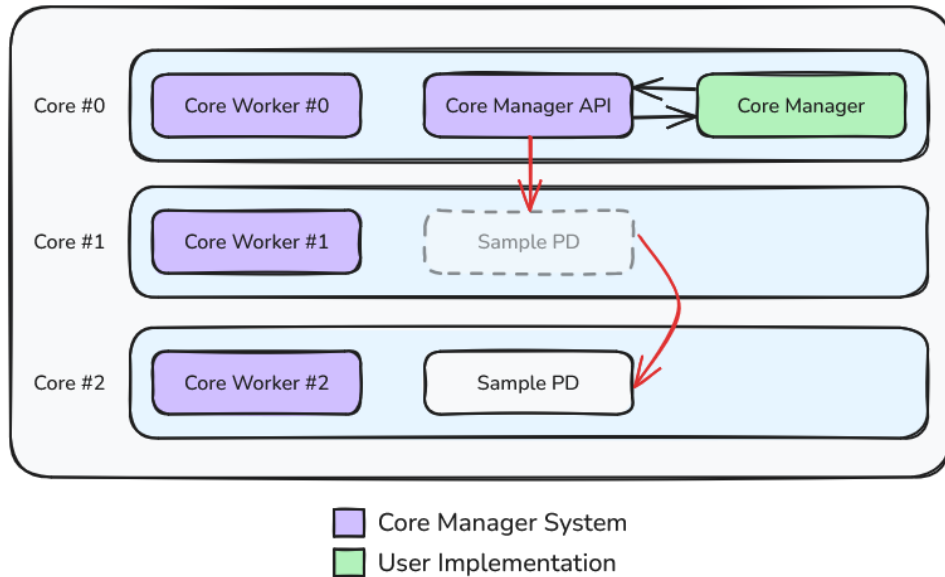 Core #0
Core Worker #0
Core Manager API
Core Manager
Core #1
Core Worker #1
Sample PD
Core #2
Core Worker #2
Sample PD
Core Manager System
User Implementation